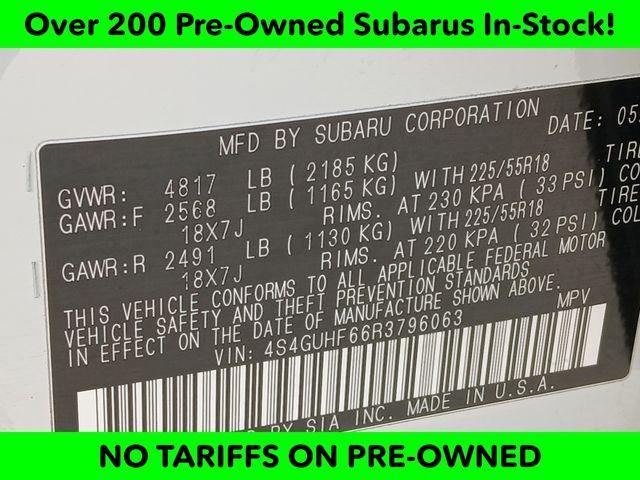 Over 200 Pre-Owned Subarus In-Stock!
MFD BY SUBARU CORPORATION DATE: 05
GVWR: 4817 LB ( 2185 KG)
GAWR:F 2568 LB ( 1165 KG) WITH 225/55R18 TIRE
18X7J RIMS. AT 230 KPA ( 33 PSI) CO
GAWR:R 2491 LB ( 1130 KG) WITH 225/55R18 TIRE
18X7J RIMS. AT 220 KPA ( 32 PSI) COL
THIS VEHICLE CONFORMS TO ALL APPLICABLE FEDERAL MOTOR
VEHICLE SAFETY AND THEFT PREVENTION STANDARDS
IN EFFECT ON THE DATE OF MANUFACTURE SHOWN ABOVE.
VIN: 4S4GUHF66R3796063 MPV
BY SIA INC. MADE IN U.S.A.
NO TARIFFS ON PRE-OWNED